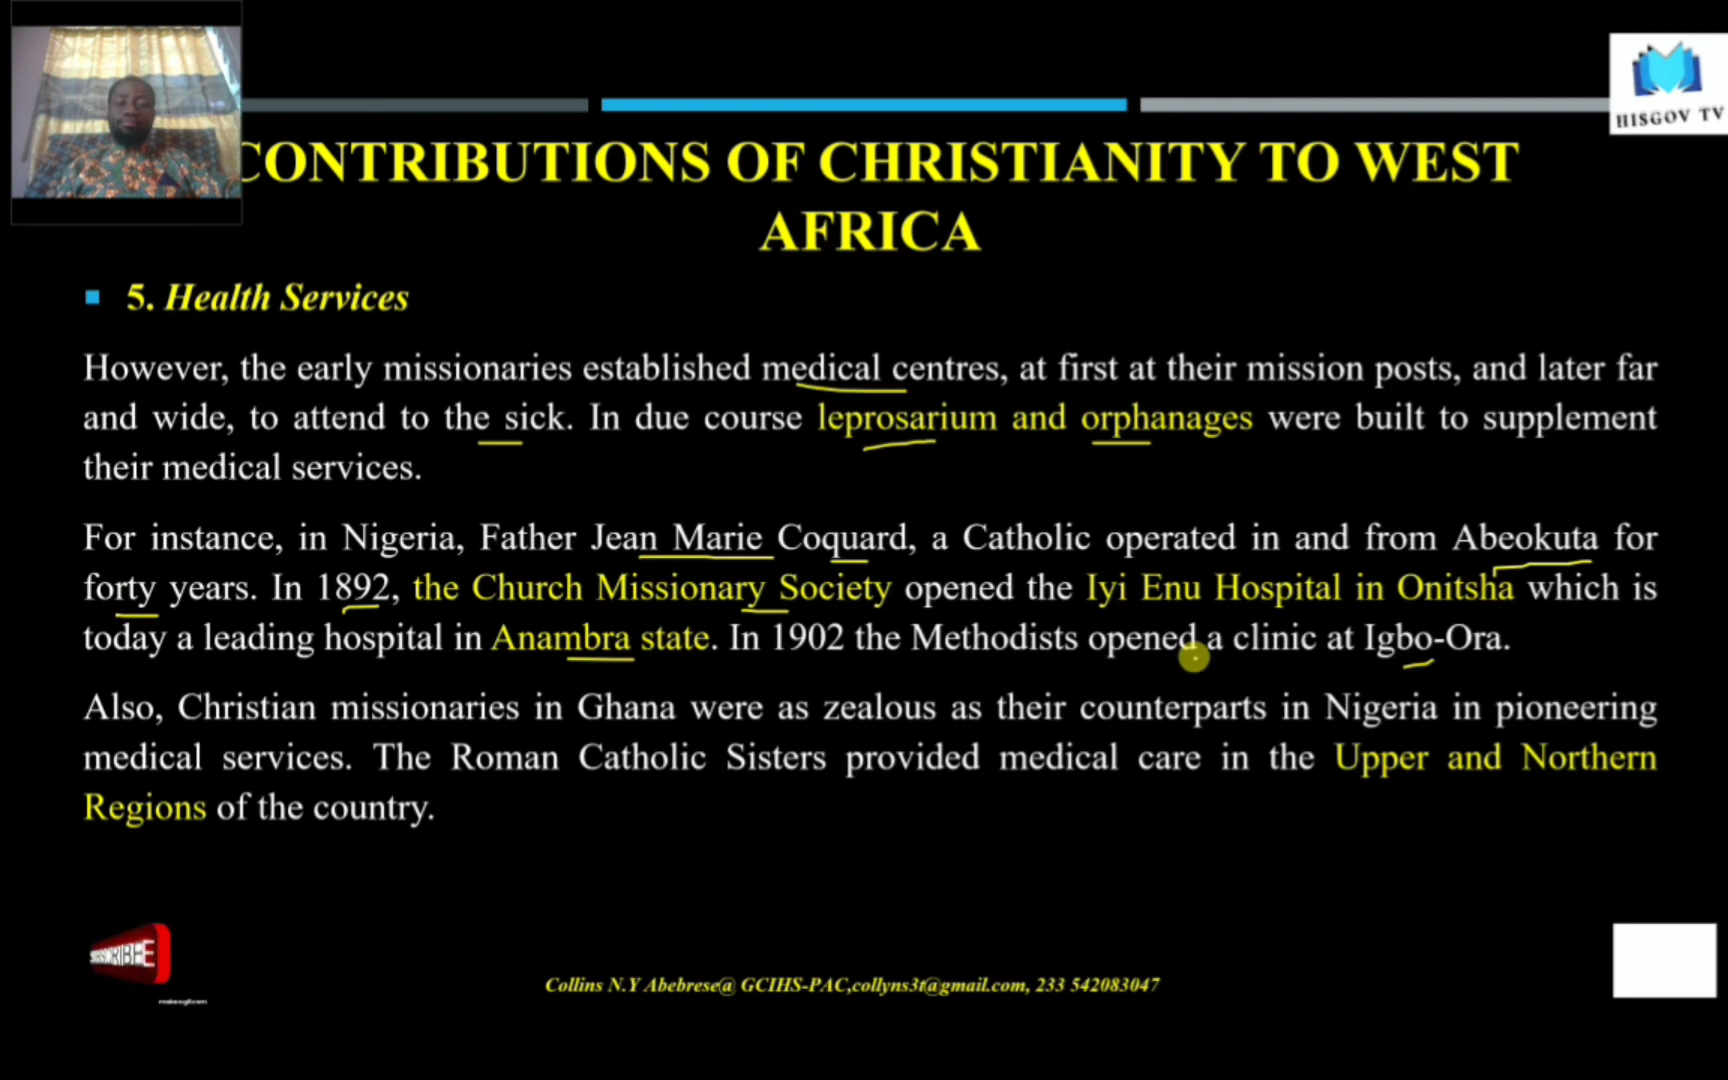 HISGOV TV
CONTRIBUTIONS OF CHRISTIANITY TO WEST
AFRICA
5. Health Services
However, the early missionaries established medical centres, at first at their mission posts, and later far
and wide, to attend to the sick. In due course leprosarium and orphanages were built to supplement
their medical services.
For instance, in Nigeria, Father Jean Marie Coquard, a Catholic operated in and from Abeokuta for
forty years. In 1892, the Church Missionary Society opened the Iyi Enu Hospital in Onitsha which is
today a leading hospital in Anambra state. In 1902 the Methodists opened a clinic at Igbo-Ora.
Also, Christian missionaries in Ghana were as zealous as their counterparts in Nigeria in pioneering
medical services. The Roman Catholic Sisters provided medical care in the Upper and Northern
Regions of the country.
Collins N.Y Abebrese@ GCIHS-PAC,collyns3t@gmail.com, 233 542083047